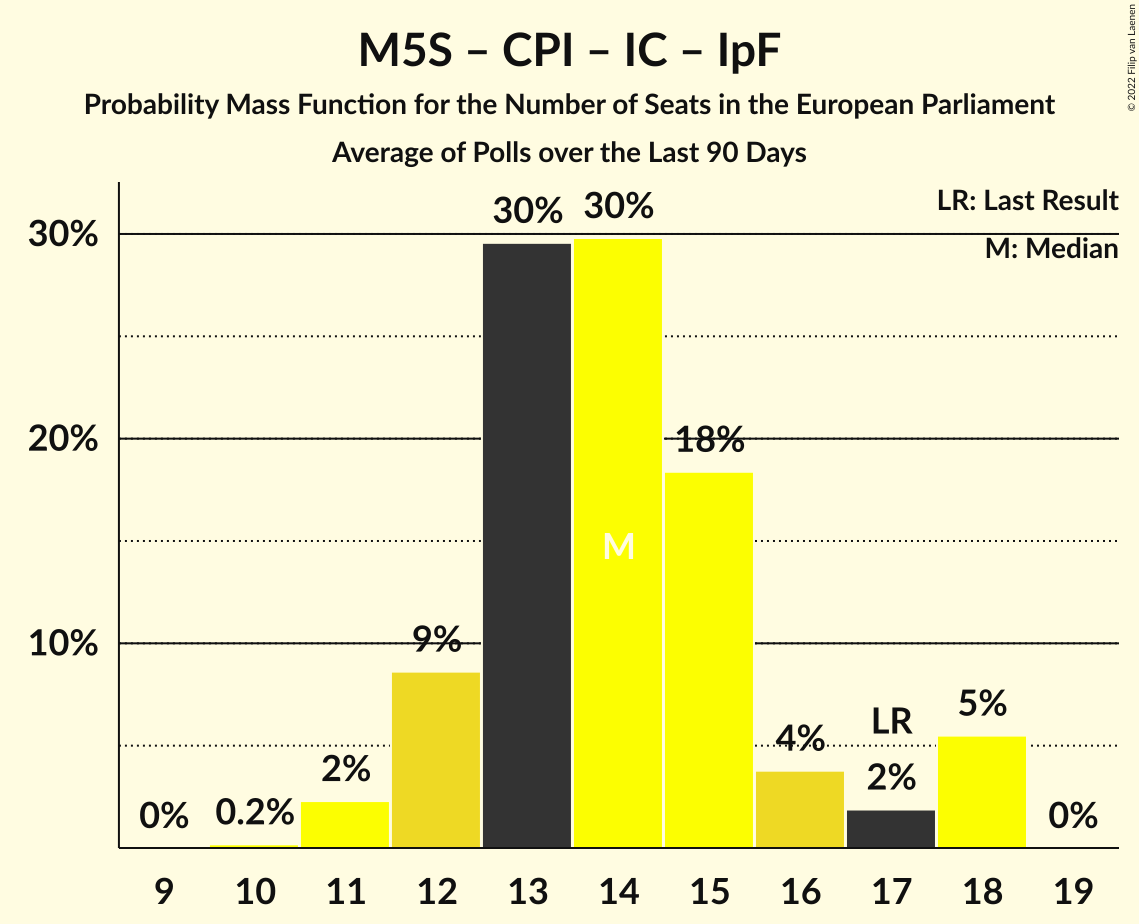 M5S – CPI – IC – IpF
Probability Mass Function for the Number of Seats in the European Parliament
Average of Polls over the Last 90 Days
© 2022 Filip van Laenen
LR: Last Result
M: Median
30%
20%
10%
0%
0.2%
2%
9%
30%
30%
M
18%
4%
LR
2%
5%
0%
9 10 11 12 13 14 15 16 17 18 19